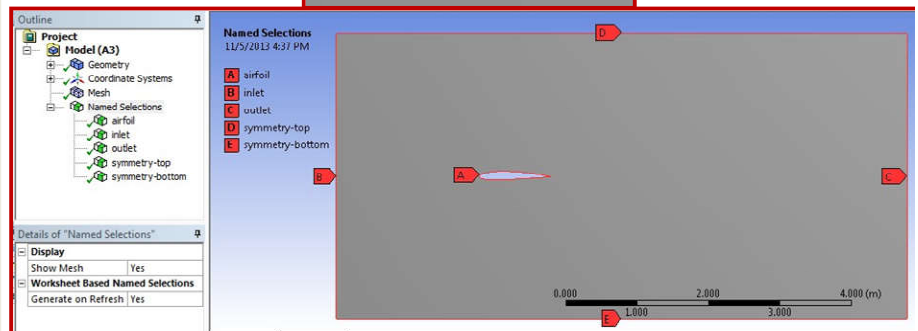 Outline
Project
Model (A3)
Geometry
Coordinate Systems
Mesh
Named Selections
airfoil
inlet
outlet
symmetry-top
symmetry-bottom
Details of "Named Selections"
Display
Show Mesh Yes
Worksheet Based Named Selections
Generate on Refresh Yes
Named Selections
11/5/2013 4:37 PM
A airfoil
B inlet
C outlet
D symmetry-top
E symmetry-bottom
D
B
A
C
0.000 2.000 4.000 (m)
1.000 3.000
E